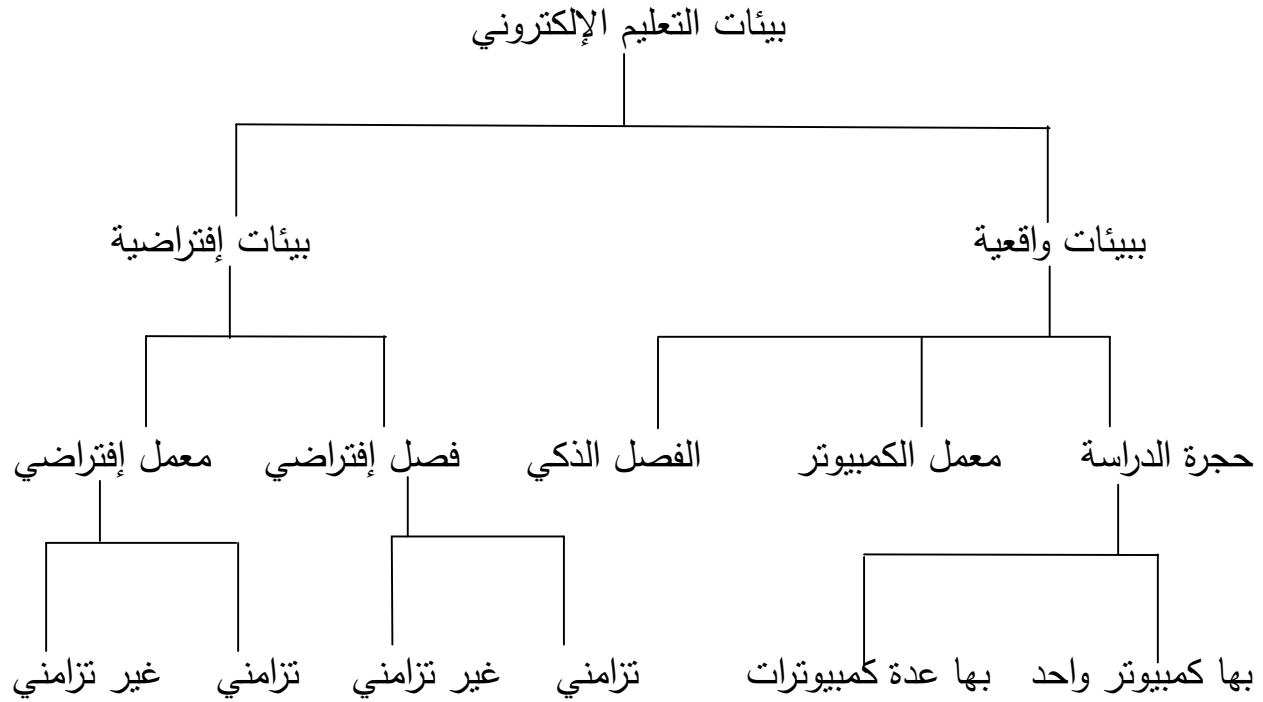 بيئات التعليم الإلكتروني
ببيئات واقعية بيئات إفتراضية
حجرة الدراسة معمل الكمبيوتر الفصل الذكي فصل إفتراضي معمل إفتراضي
بها كمبيوتر واحد بها عدة كمبيوترات تزامني غير تزامني تزامني غير تزامني